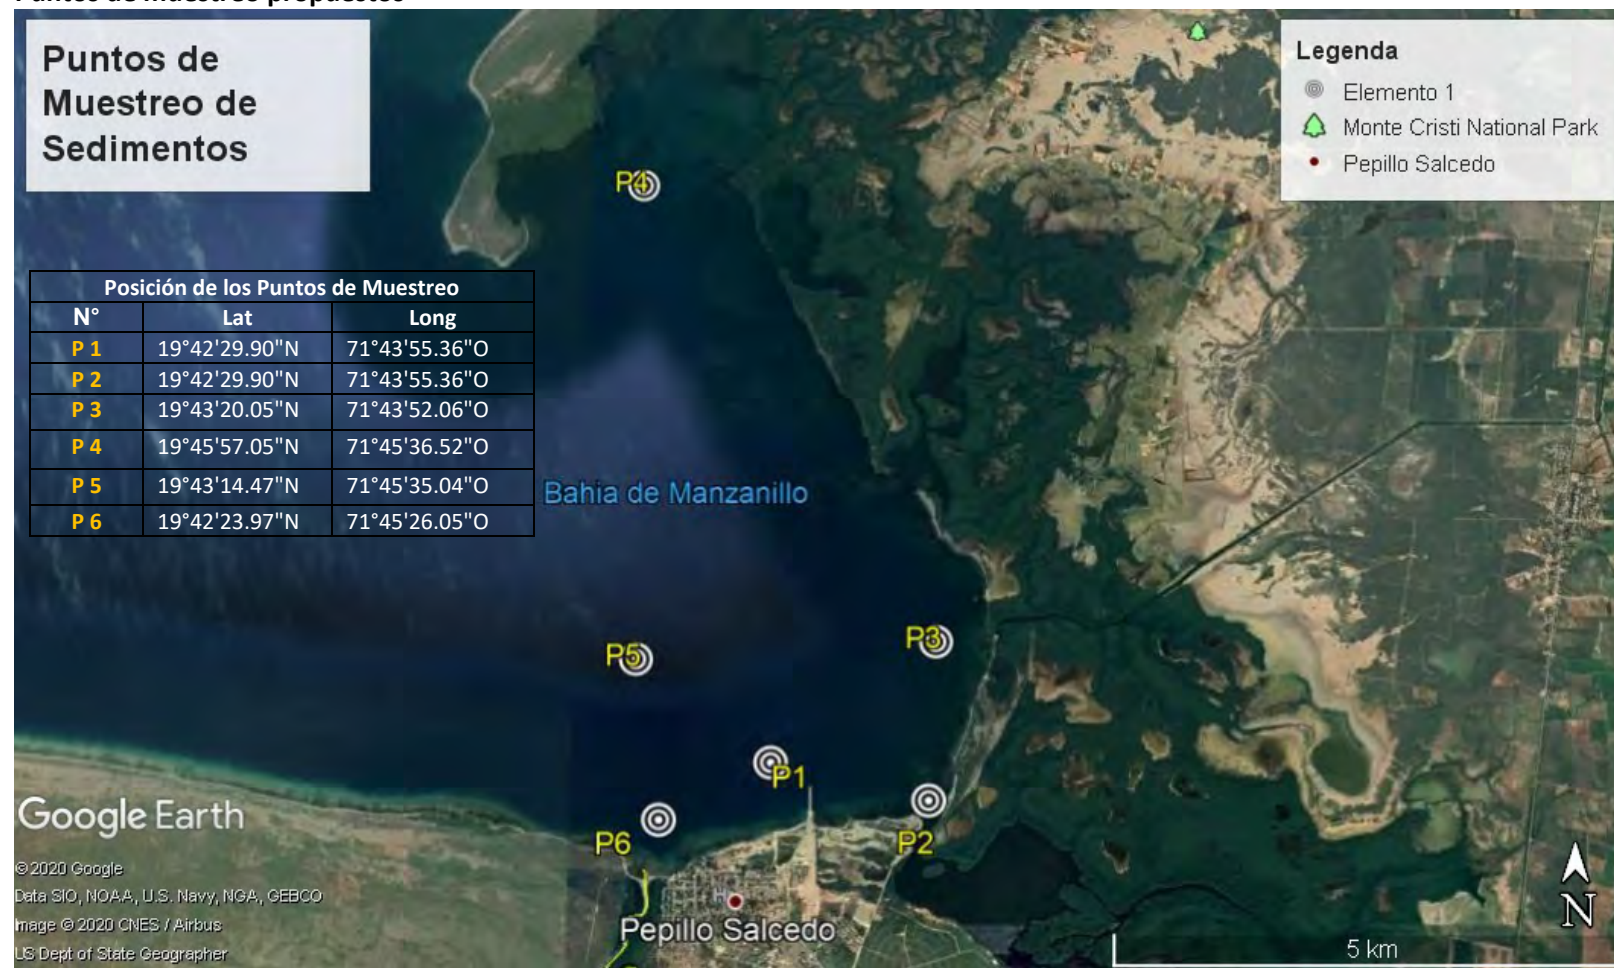 Puntos de muestreo propuestos
Puntos de
Muestreo de
Sedimentos
Legenda
Elemento 1
Monte Cristi National Park
Pepillo Salcedo
P4
Posición de los Puntos de Muestreo
N° Lat Long
P 1 19°42'29.90"N 71°43'55.36"O
P 2 19°42'29.90"N 71°43'55.36"O
P 3 19°43'20.05"N 71°43'52.06"O
P 4 19°45'57.05"N 71°45'36.52"O
P 5 19°43'14.47"N 71°45'35.04"O
P 6 19°42'23.97"N 71°45'26.05"O
Bahia de Manzanillo
P3
P5
P1
P6
P2
Google Earth
© 2020 Google
Data SIO, NOAA, U.S. Navy, NGA, GEBCO
Image © 2020 CNES / Airbus
US Dept of State Geographer
H
Pepillo Salcedo
N
5 km